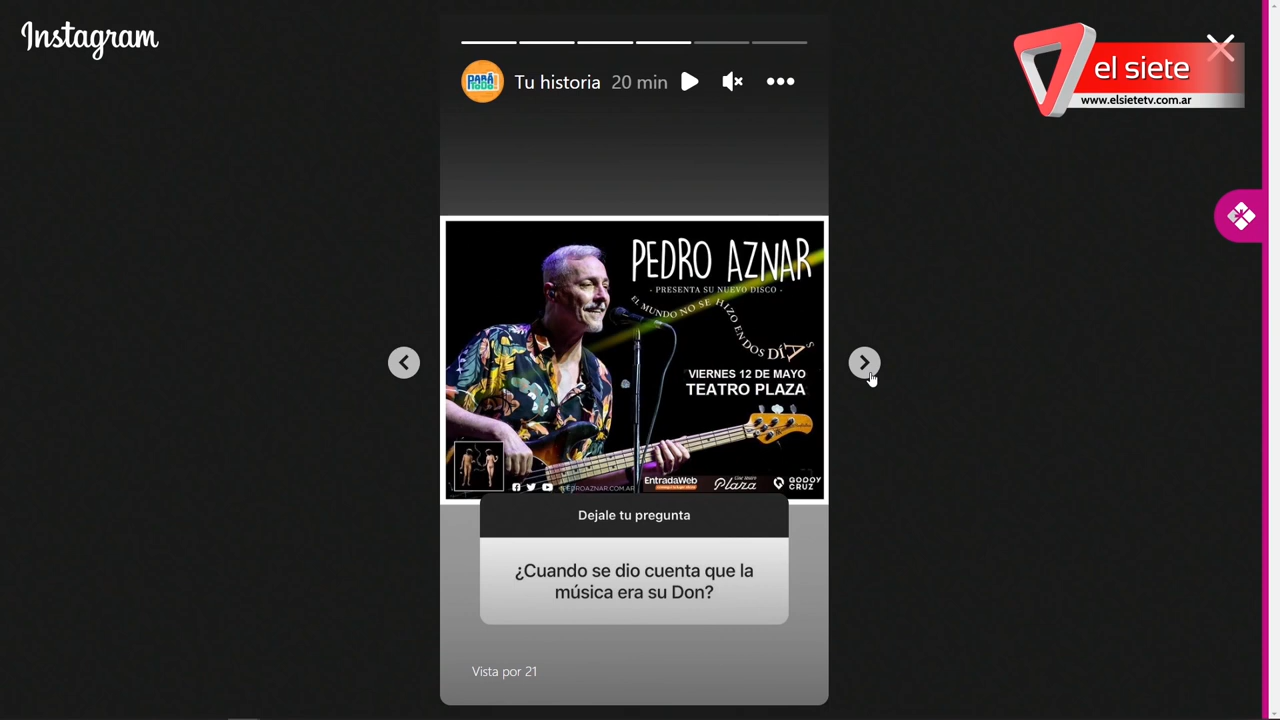 Instagram
el siete
www.elsietetv.com.ar
PARÁ
Tu historia 20 min
PEDRO AZNAR
- PRESENTA SU NUEVO DISCO -
EL MUNDO NO SE HIZO EN DOS DÍAS
VIERNES 12 DE MAYO
TEATRO PLAZA
PEDROAZNAR.COM.AR
EntradaWeb
Plaza
GODOY CRUZ
Dejale tu pregunta
¿Cuando se dio cuenta que la
música era su Don?
Vista por 21